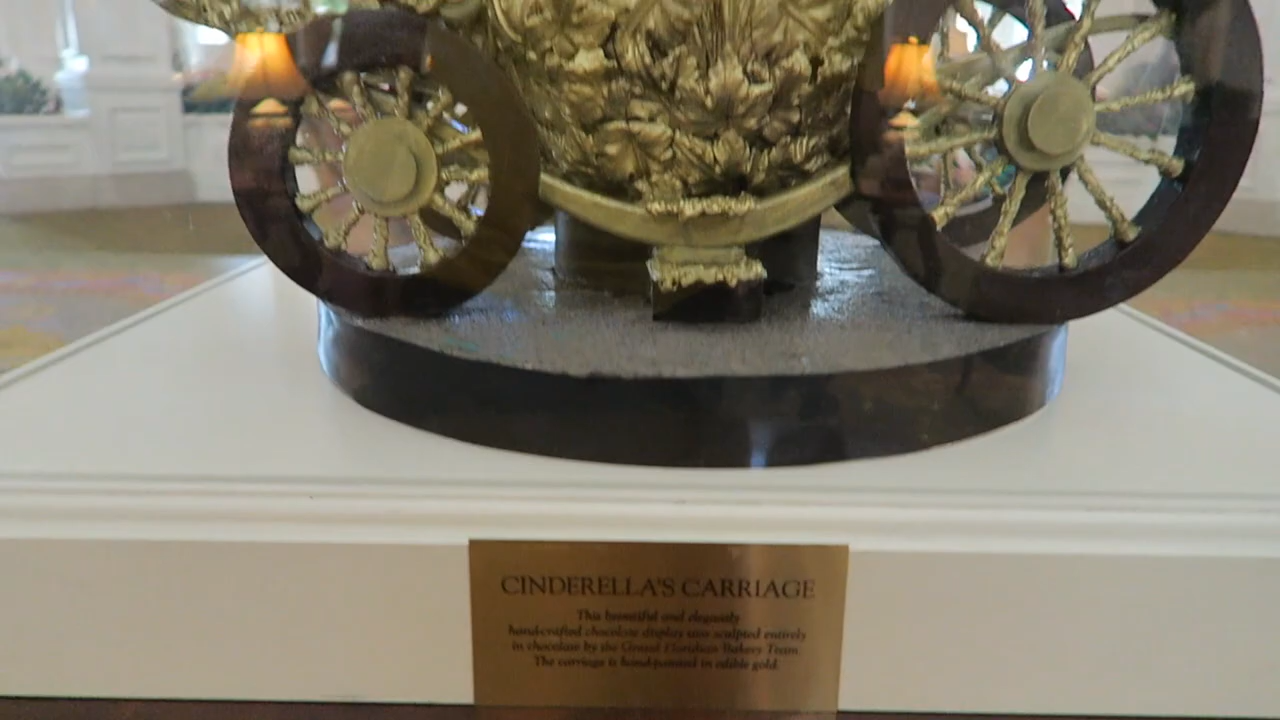 CINDERELLA'S CARRIAGE
This beautiful and elegantly
hand-crafted chocolate display was sculpted entirely
in chocolate by the Grand Floridian Bakery Team.
The carriage is hand-painted in edible gold.